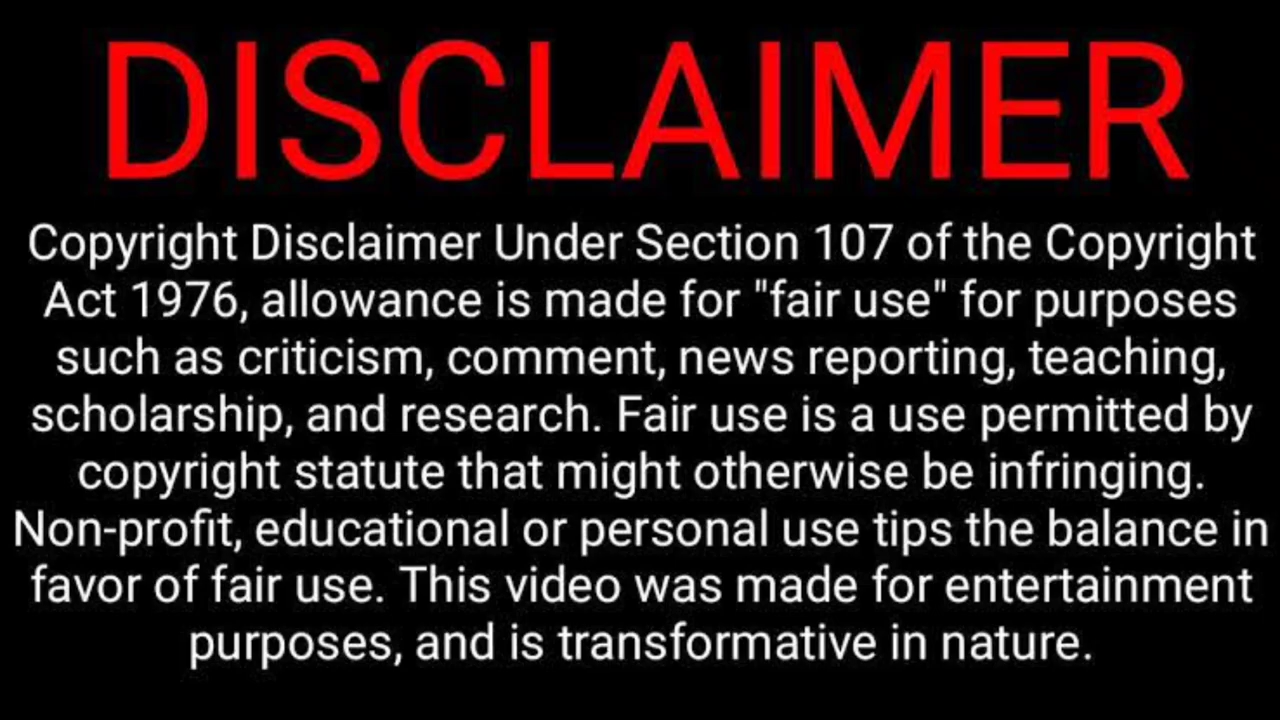 DISCLAIMER
Copyright Disclaimer Under Section 107 of the Copyright
Act 1976, allowance is made for "fair use" for purposes
such as criticism, comment, news reporting, teaching,
scholarship, and research. Fair use is a use permitted by
copyright statute that might otherwise be infringing.
Non-profit, educational or personal use tips the balance in
favor of fair use. This video was made for entertainment
purposes, and is transformative in nature.